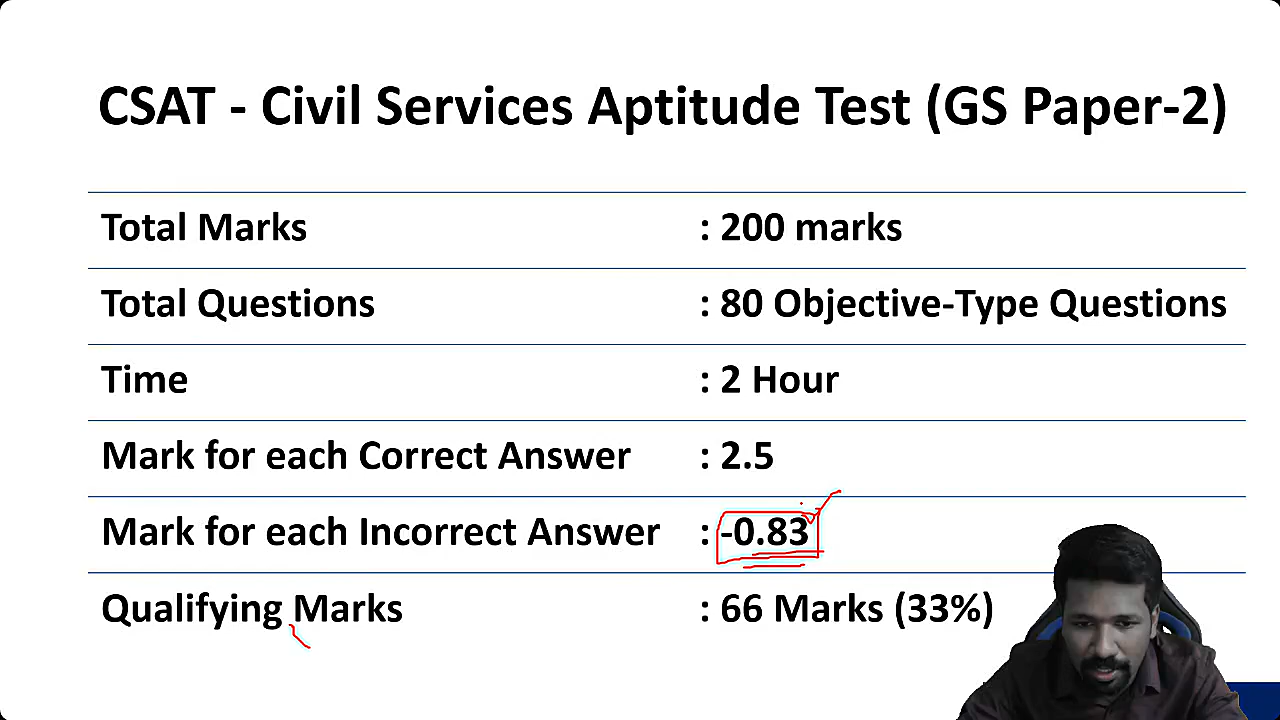 CSAT - Civil Services Aptitude Test (GS Paper-2)
Total Marks : 200 marks
Total Questions : 80 Objective-Type Questions
Time : 2 Hour
Mark for each Correct Answer : 2.5
Mark for each Incorrect Answer : -0.83
Qualifying Marks : 66 Marks (33%)